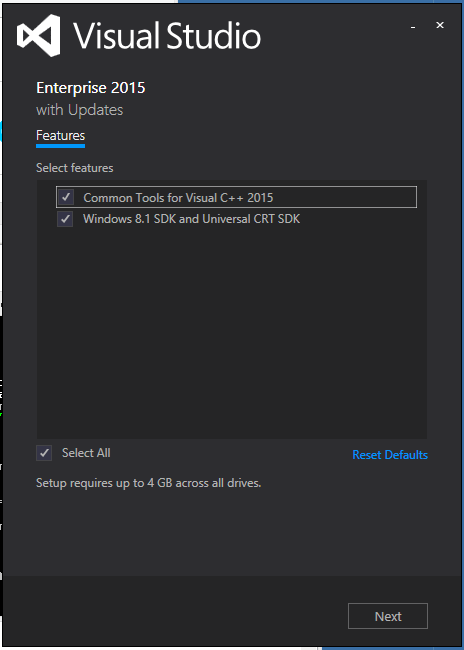 Visual Studio
Enterprise 2015
with Updates
Features
Select features
Common Tools for Visual C++ 2015
Windows 8.1 SDK and Universal CRT SDK
Select All
Reset Defaults
Setup requires up to 4 GB across all drives.
Next